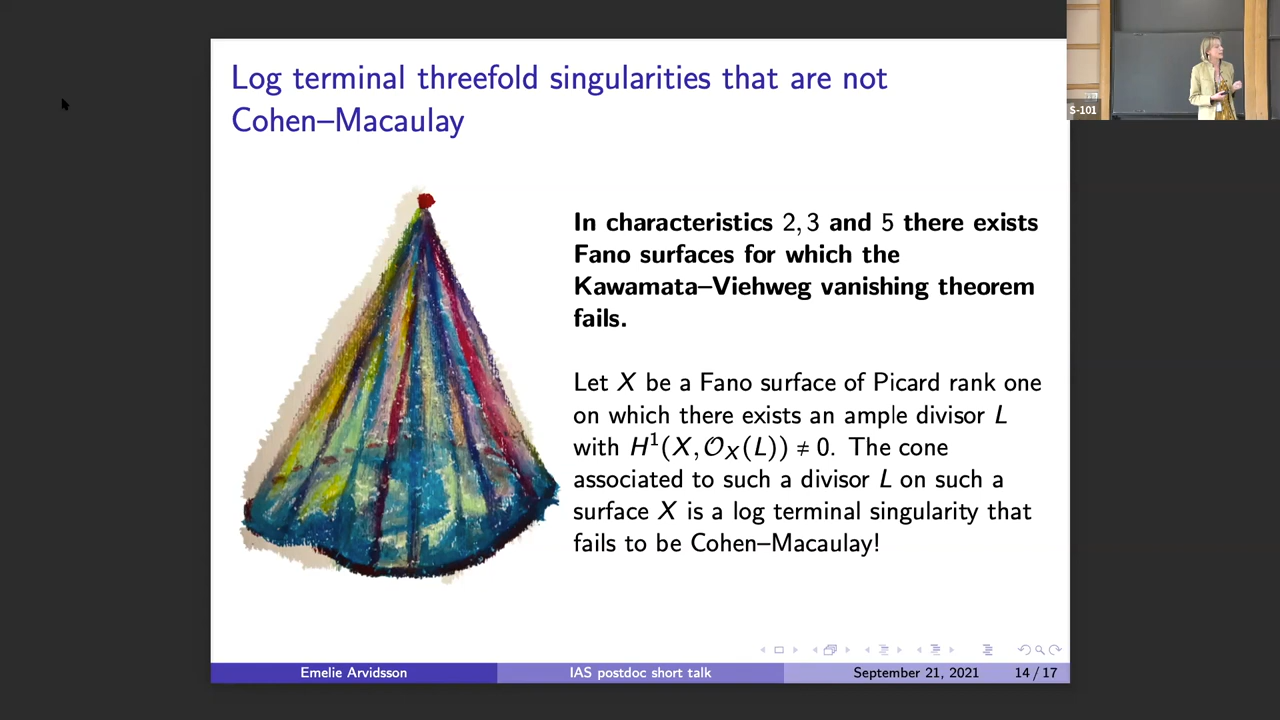 Log terminal threefold singularities that are not
Cohen–Macaulay
S-101
In characteristics 2, 3 and 5 there exists
Fano surfaces for which the
Kawamata–Viehweg vanishing theorem
fails.
Let X be a Fano surface of Picard rank one
on which there exists an ample divisor L
with H¹(X, 𝒪_X(L)) ≠ 0. The cone
associated to such a divisor L on such a
surface X is a log terminal singularity that
fails to be Cohen–Macaulay!
Emelie Arvidsson
IAS postdoc short talk
September 21, 2021
14 / 17